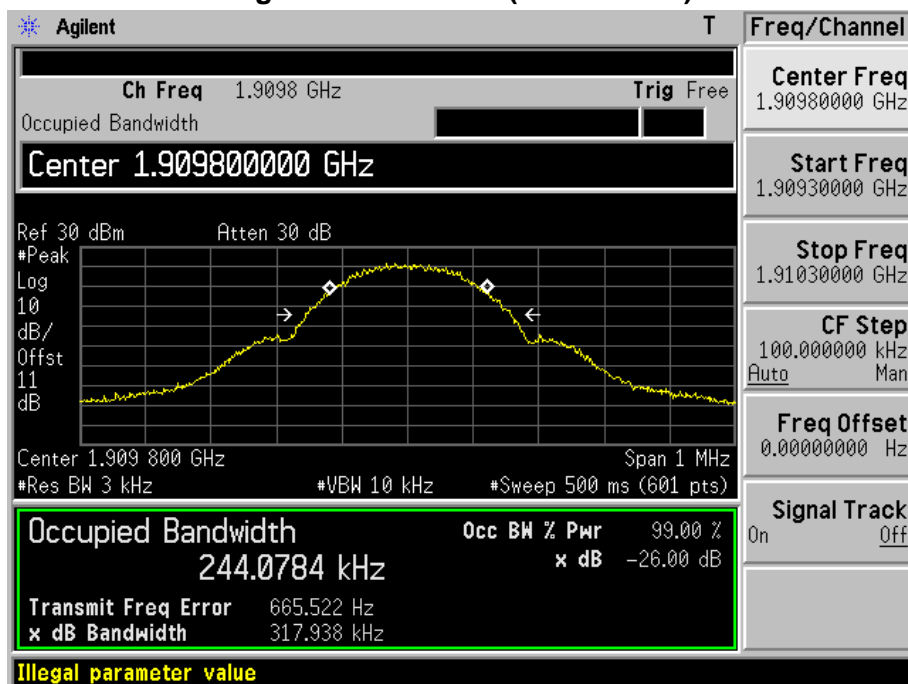 Agilent T
Freq/Channel
Ch Freq 1.9098 GHz Trig Free
Occupied Bandwidth
Center 1.909800000 GHz
Ref 30 dBm Atten 30 dB
#Peak
Log
10
dB/
Offst
11
dB
Center 1.909 800 GHz Span 1 MHz
#Res BW 3 kHz #VBW 10 kHz #Sweep 500 ms (601 pts)
Occupied Bandwidth Occ BW % Pwr 99.00 %
244.0784 kHz x dB -26.00 dB
Transmit Freq Error 665.522 Hz
x dB Bandwidth 317.938 kHz
Illegal parameter value
Center Freq
1.90980000 GHz
Start Freq
1.90930000 GHz
Stop Freq
1.91030000 GHz
CF Step
100.000000 kHz
Auto Man
Freq Offset
0.00000000 Hz
Signal Track
On Off